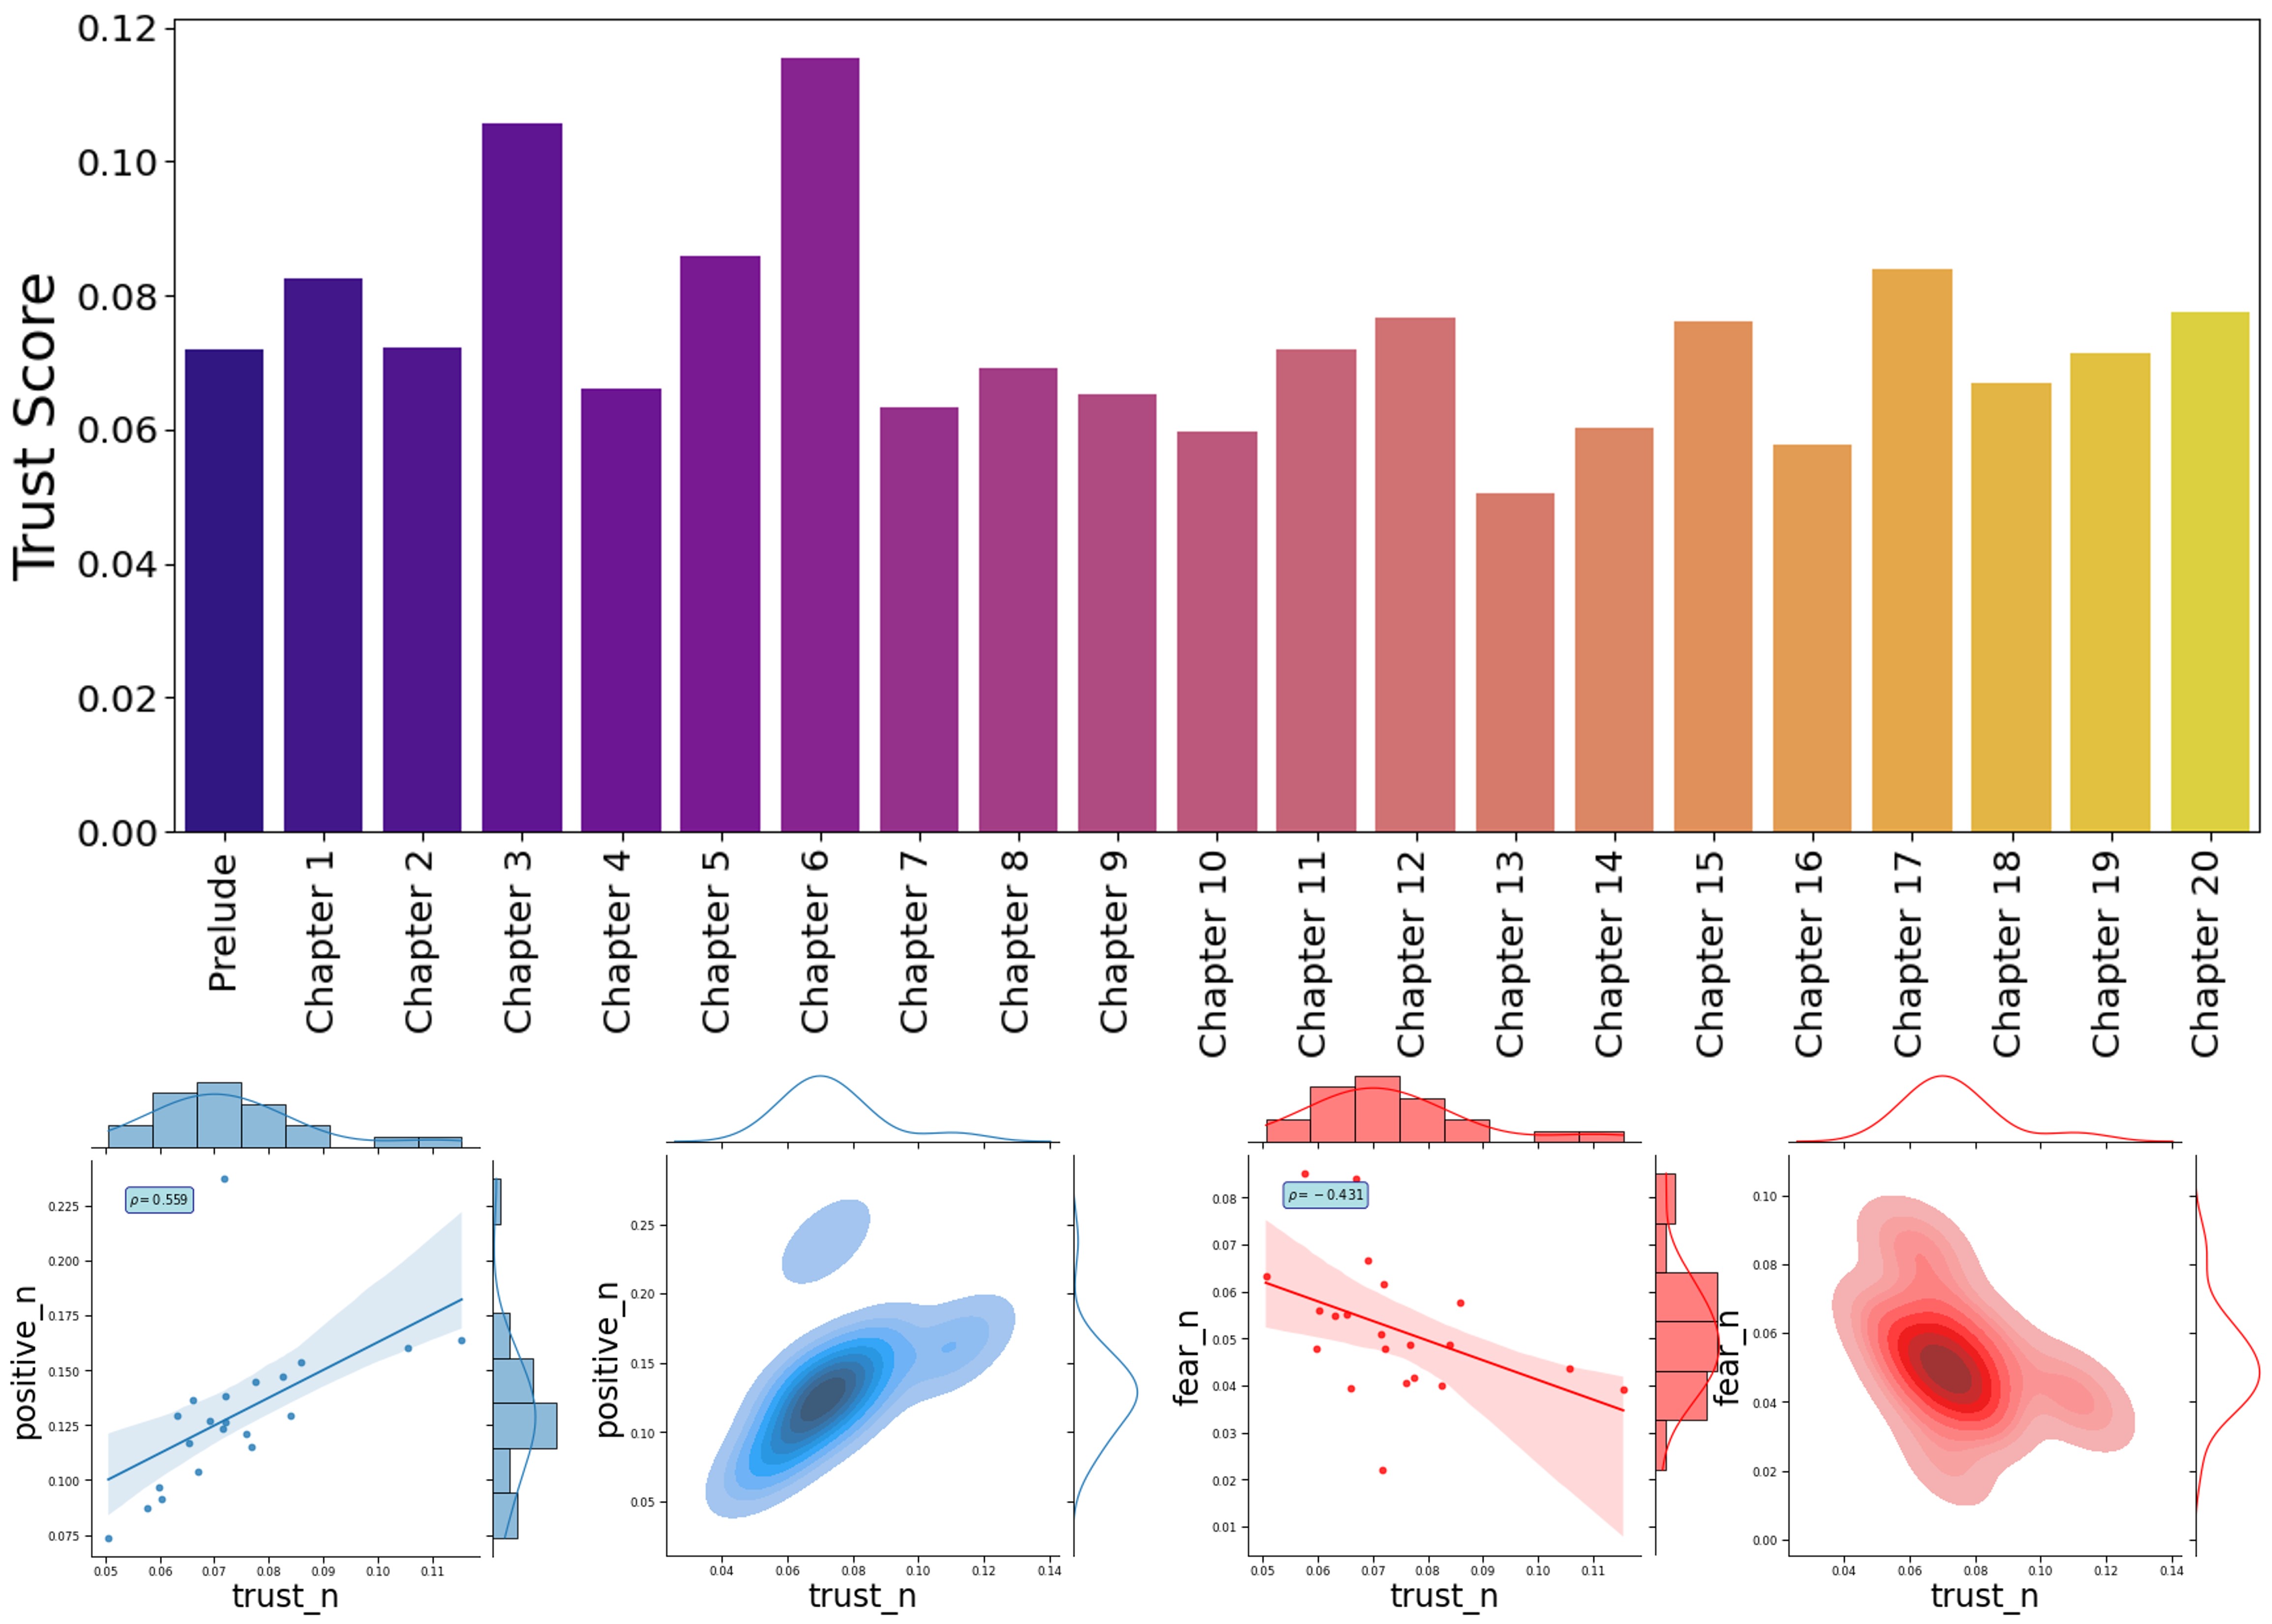 Trust Score
0.12
0.10
0.08
0.06
0.04
0.02
0.00
Prelude
Chapter 1
Chapter 2
Chapter 3
Chapter 4
Chapter 5
Chapter 6
Chapter 7
Chapter 8
Chapter 9
Chapter 10
Chapter 11
Chapter 12
Chapter 13
Chapter 14
Chapter 15
Chapter 16
Chapter 17
Chapter 18
Chapter 19
Chapter 20
positive_n
0.225
0.200
0.175
0.150
0.125
0.100
0.075
ρ = 0.559
0.05 0.06 0.07 0.08 0.09 0.10 0.11
trust_n
positive_n
0.25
0.20
0.15
0.10
0.05
0.04 0.06 0.08 0.10 0.12 0.14
trust_n
fear_n
0.08
0.07
0.06
0.05
0.04
0.03
0.02
0.01
ρ = − 0.431
0.05 0.06 0.07 0.08 0.09 0.10 0.11
trust_n
fear_n
0.10
0.08
0.06
0.04
0.02
0.00
0.04 0.06 0.08 0.10 0.12 0.14
trust_n